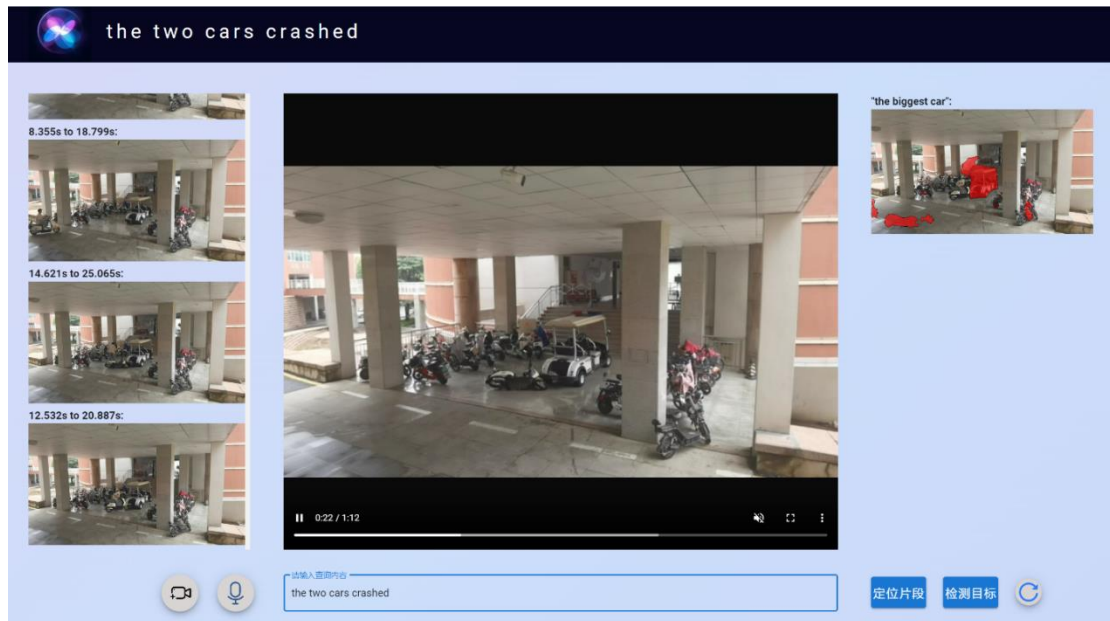 the two cars crashed
8.355s to 18.799s:
14.621s to 25.065s:
12.532s to 20.887s:
0:22 / 1:12
"the biggest car":
请输入查询内容
the two cars crashed
定位片段
检测目标